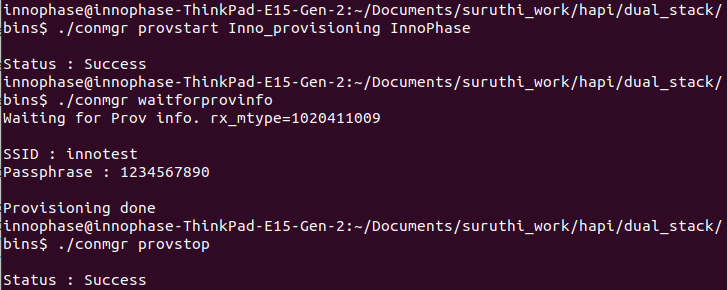 innophase@innophase-ThinkPad-E15-Gen-2:~/Documents/suruthi_work/hapi/dual_stack/
bins$ ./conmgr provstart Inno_provisioning InnoPhase
Status : Success
innophase@innophase-ThinkPad-E15-Gen-2:~/Documents/suruthi_work/hapi/dual_stack/
bins$ ./conmgr waitforprovinfo
Waiting for Prov info. rx_mtype=1020411009
SSID : innotest
Passphrase : 1234567890
Provisioning done
innophase@innophase-ThinkPad-E15-Gen-2:~/Documents/suruthi_work/hapi/dual_stack/
bins$ ./conmgr provstop
Status : Success